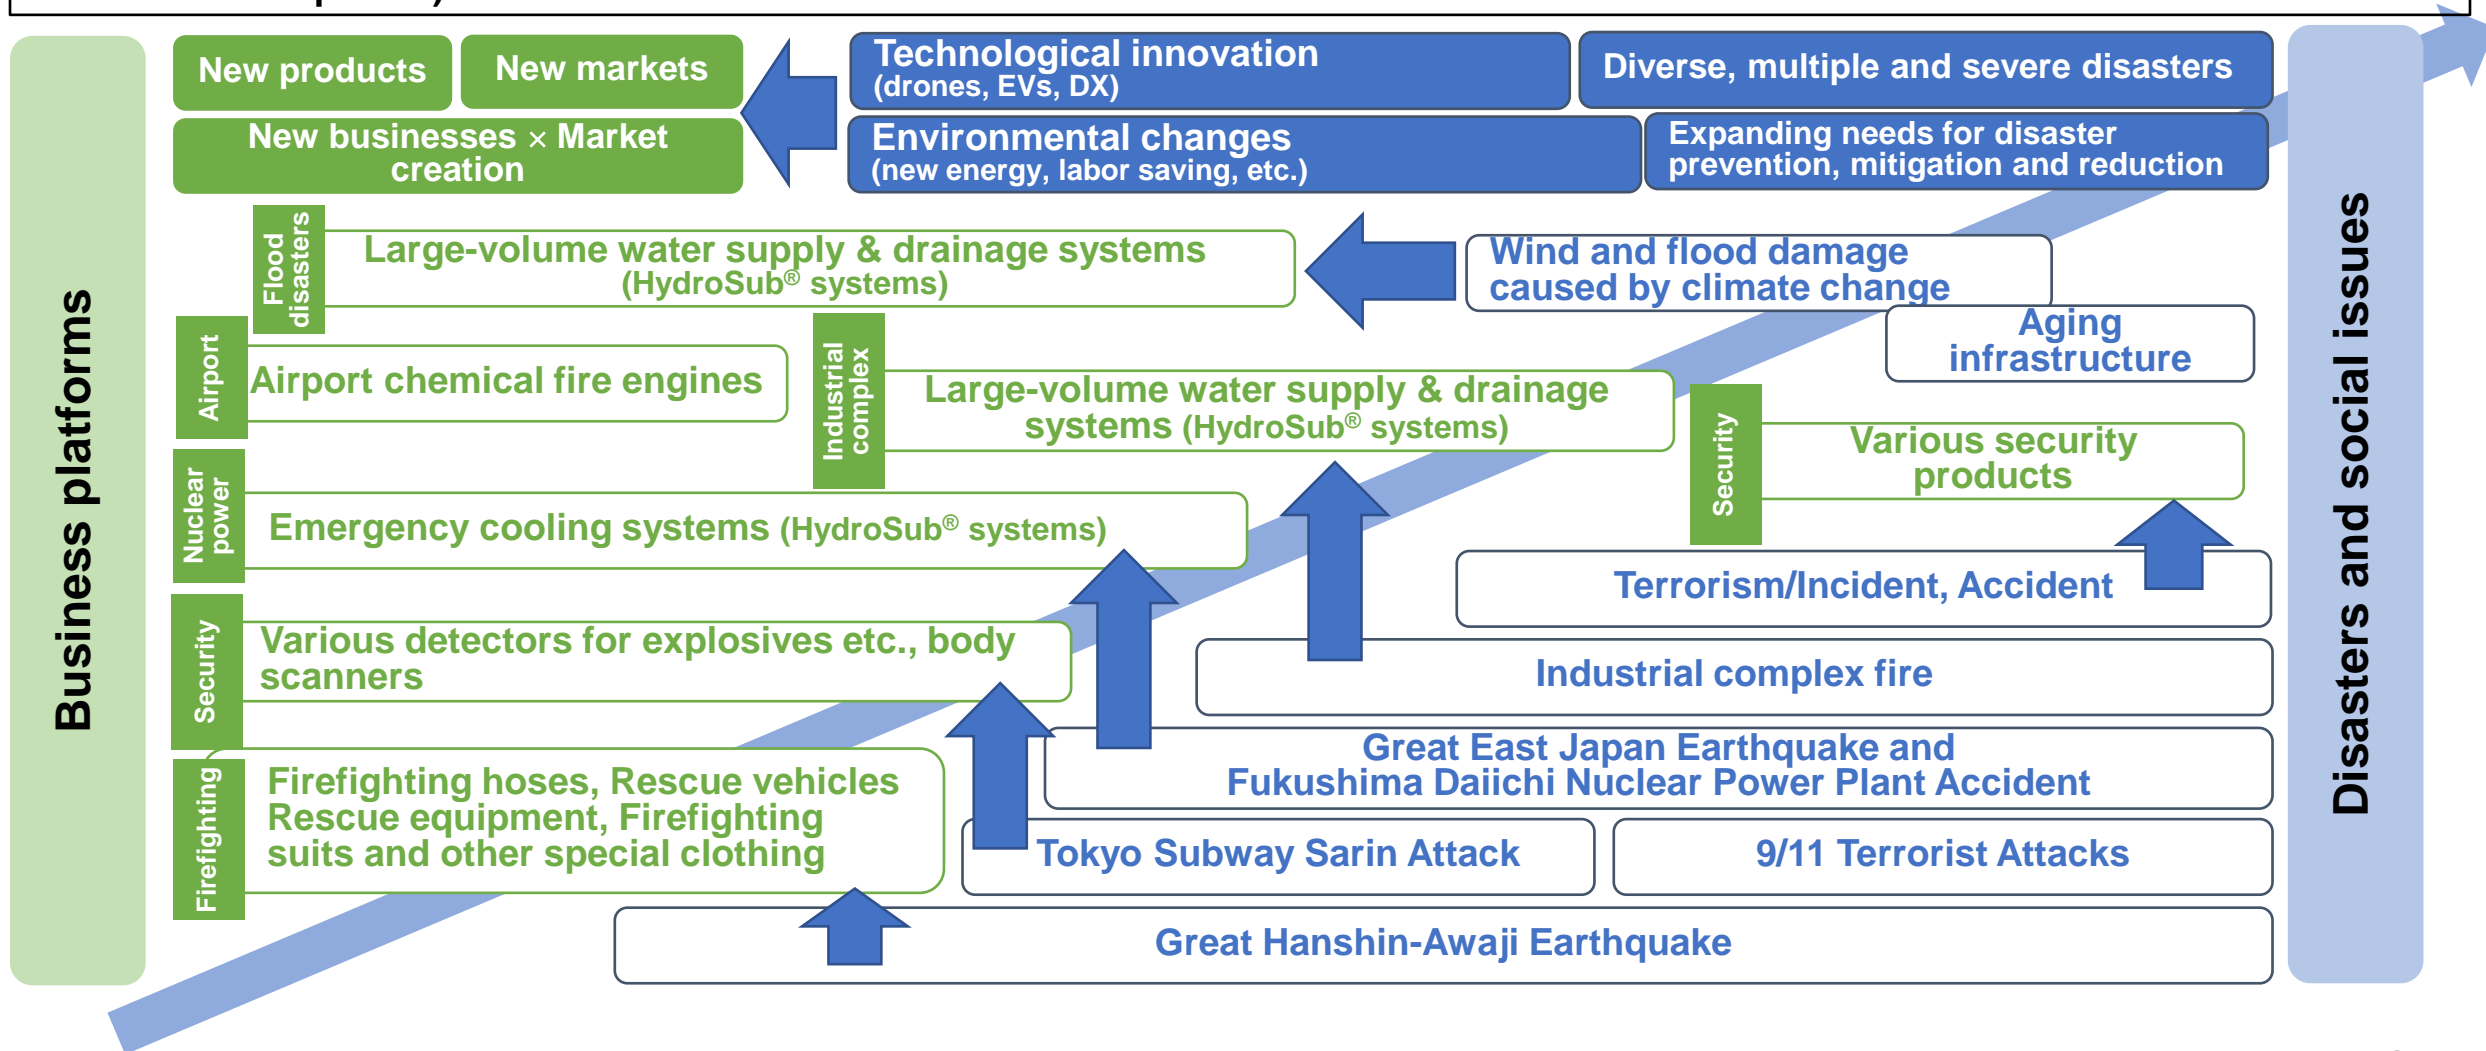 Business platforms
New products
New markets
New businesses × Market
creation
Technological innovation
(drones, EVs, DX)
Environmental changes
(new energy, labor saving, etc.)
Diverse, multiple and severe disasters
Expanding needs for disaster
prevention, mitigation and reduction
Flood
disasters
Large-volume water supply & drainage systems
(HydroSub® systems)
Wind and flood damage
caused by climate change
Aging
infrastructure
Airport
Airport chemical fire engines
Industrial
complex
Large-volume water supply & drainage
systems (HydroSub® systems)
Security
Various security
products
Nuclear
power
Emergency cooling systems (HydroSub® systems)
Terrorism/Incident, Accident
Security
Various detectors for explosives etc., body
scanners
Industrial complex fire
Great East Japan Earthquake and
Fukushima Daiichi Nuclear Power Plant Accident
Firefighting
Firefighting hoses, Rescue vehicles
Rescue equipment, Firefighting
suits and other special clothing
Tokyo Subway Sarin Attack
9/11 Terrorist Attacks
Great Hanshin-Awaji Earthquake
Disasters and social issues